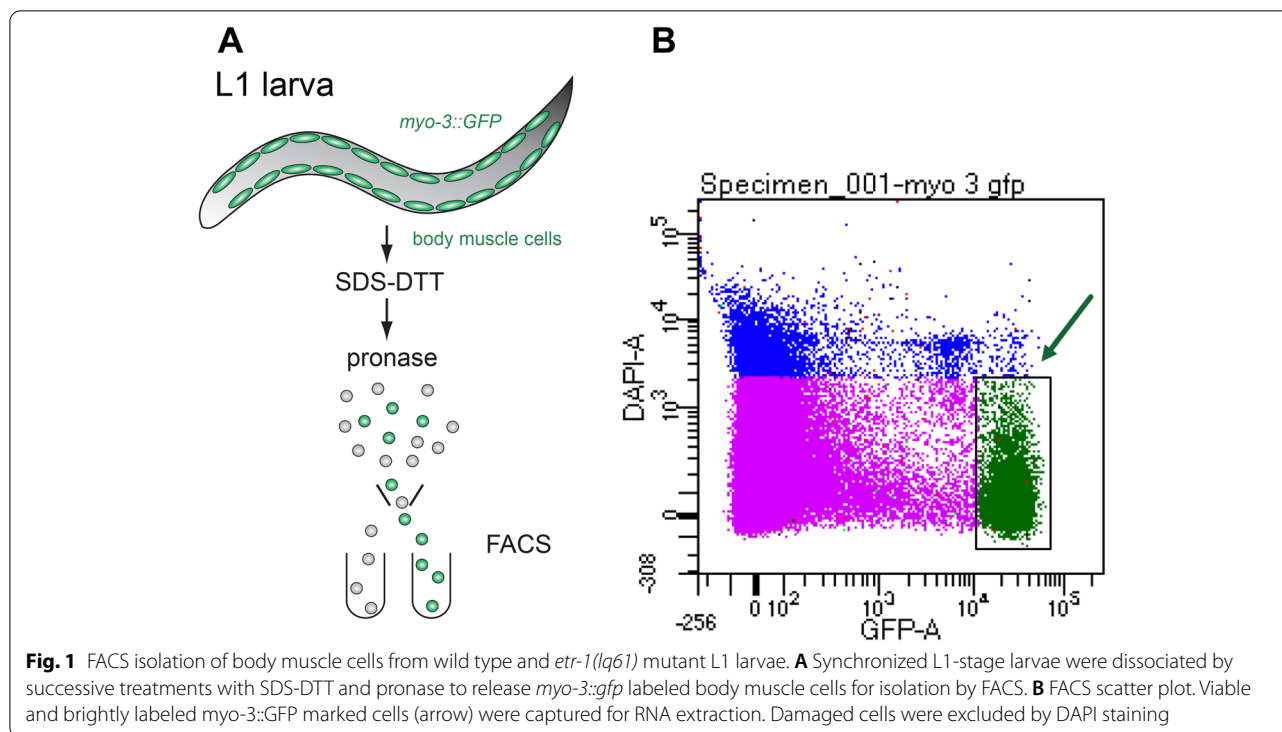 A
L1 larva
myo-3::GFP
body muscle cells
SDS-DTT
pronase
FACS
B
Specimen_001-myo 3 gfp
DAPI-A
10^5
10^4
10^3
0
-308
-256
0 10^2 10^3 10^4 10^5
GFP-A
Fig. 1 FACS isolation of body muscle cells from wild type and etr-1(lq61) mutant L1 larvae. A Synchronized L1-stage larvae were dissociated by
successive treatments with SDS-DTT and pronase to release myo-3::gfp labeled body muscle cells for isolation by FACS. B FACS scatter plot. Viable
and brightly labeled myo-3::GFP marked cells (arrow) were captured for RNA extraction. Damaged cells were excluded by DAPI staining